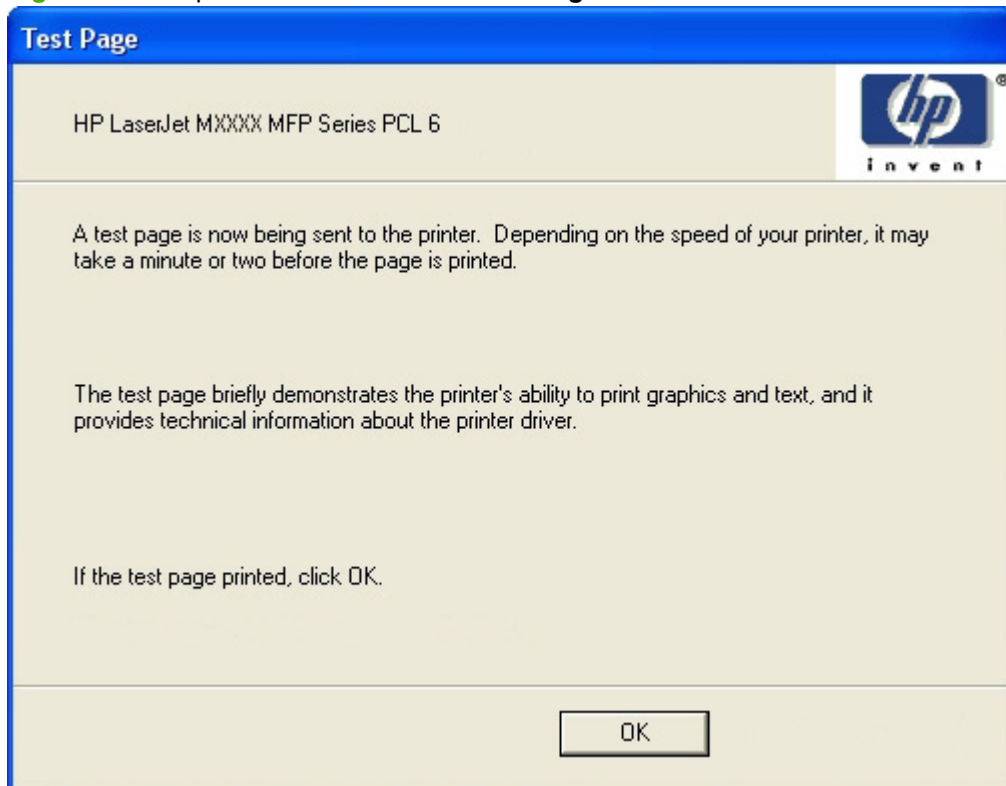 Test Page
HP LaserJet MXXXX MFP Series PCL 6
hp
®
invent
A test page is now being sent to the printer. Depending on the speed of your printer, it may
take a minute or two before the page is printed.
The test page briefly demonstrates the printer's ability to print graphics and text, and it
provides technical information about the printer driver.
If the test page printed, click OK.
OK